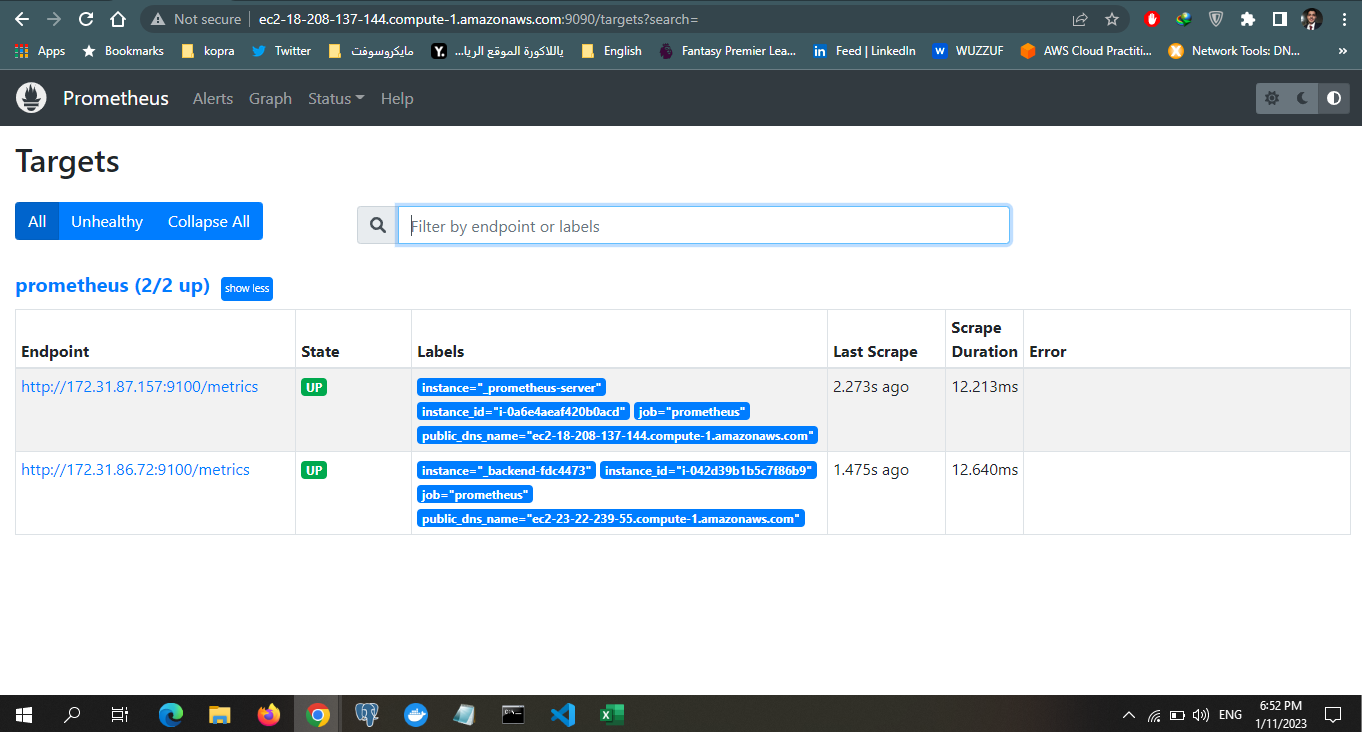 Not secure ec2-18-208-137-144.compute-1.amazonaws.com:9090/targets?search=
Apps Bookmarks kopra Twitter مايكروسوفت ياللاكورة الموقع الريا... English Fantasy Premier Lea... Feed | LinkedIn WUZZUF AWS Cloud Practiti... Network Tools: DN... »
Prometheus Alerts Graph Status Help
Targets
All Unhealthy Collapse All Filter by endpoint or labels
prometheus (2/2 up) show less
Endpoint State Labels Last Scrape Scrape Duration Error
http://172.31.87.157:9100/metrics UP instance="_prometheus-server" 2.273s ago 12.213ms
instance_id="i-0a6e4aeaf420b0acd" job="prometheus"
public_dns_name="ec2-18-208-137-144.compute-1.amazonaws.com"
http://172.31.86.72:9100/metrics UP instance="_backend-fdc4473" instance_id="i-042d39b1b5c7f86b9" 1.475s ago 12.640ms
job="prometheus"
public_dns_name="ec2-23-22-239-55.compute-1.amazonaws.com"
ENG 6:52 PM
1/11/2023